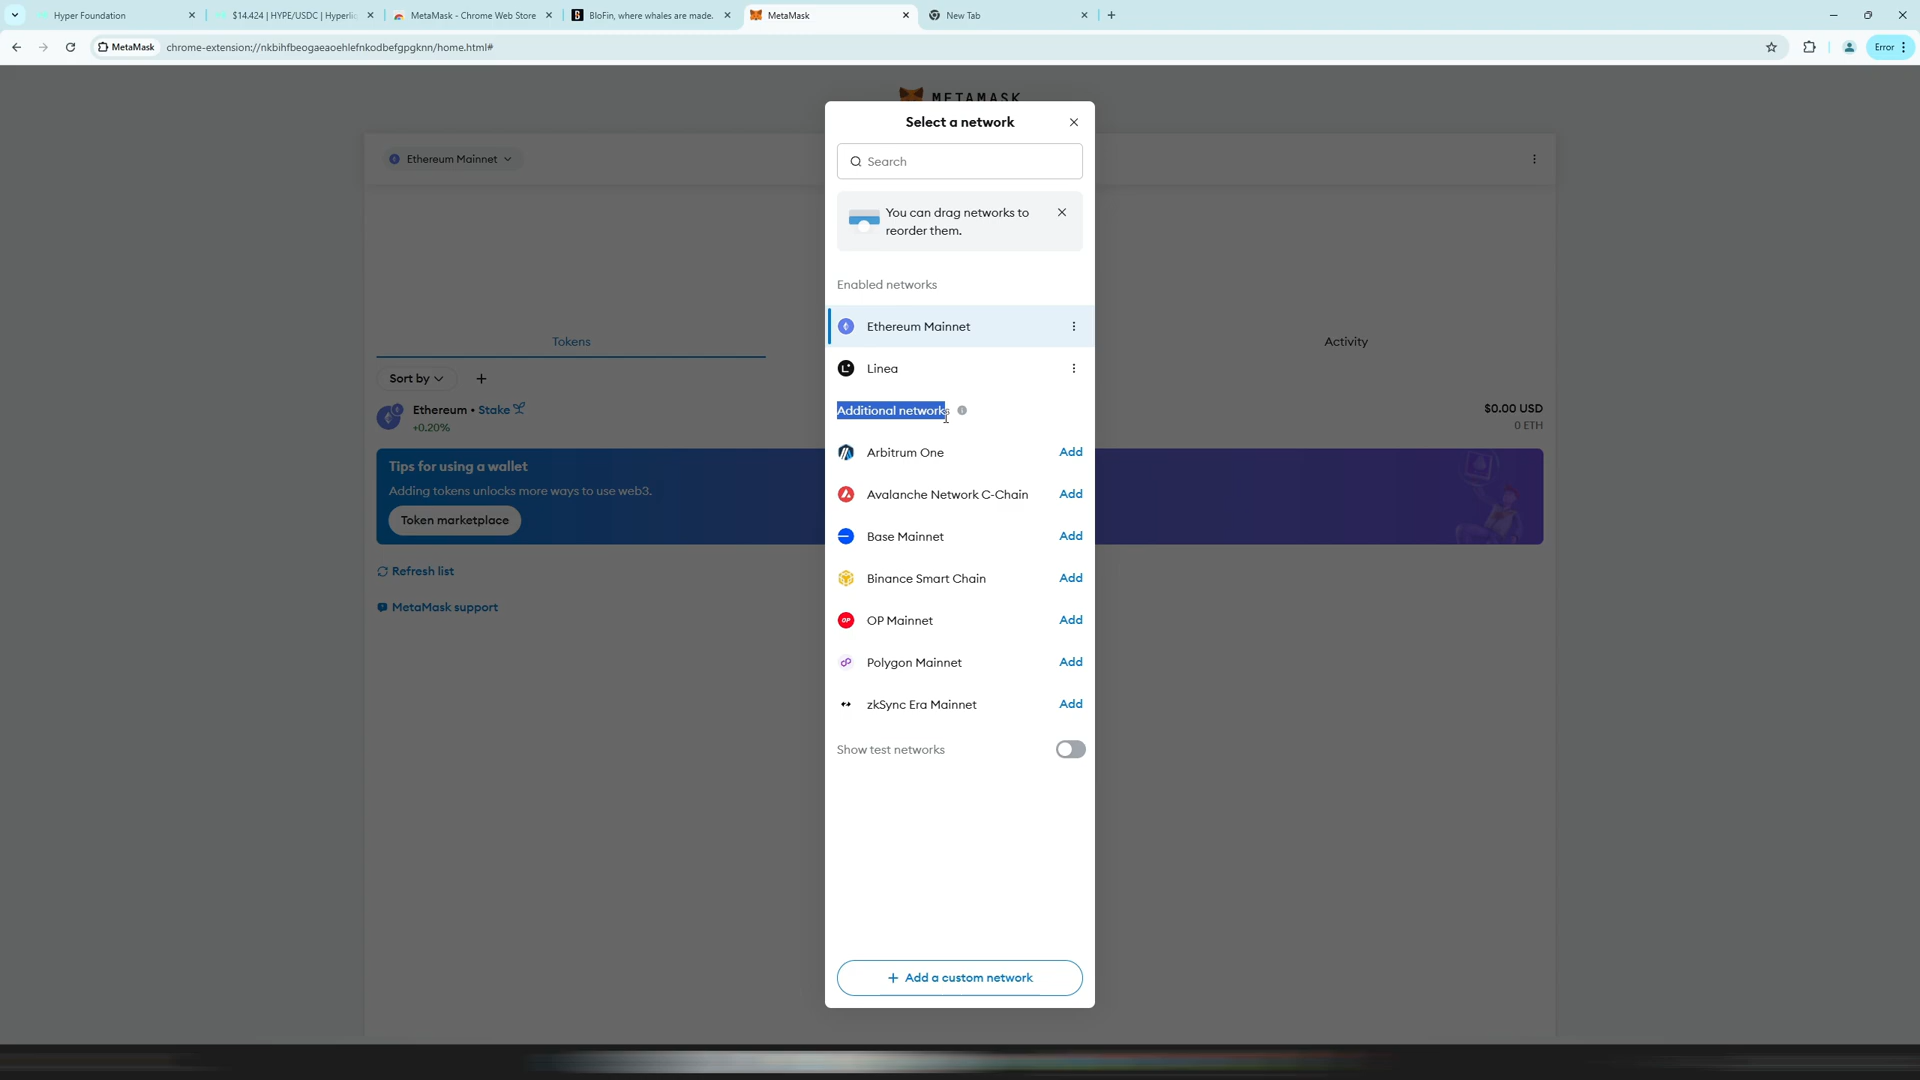 Hyper Foundation
$14.424 | HYPE/USDC | Hyperliq
MetaMask - Chrome Web Store
BloFin, where whales are made.
MetaMask
New Tab
MetaMask
chrome-extension://nkbihfbeogaeaoehlefnkodbefgpgknn/home.html#
Error
METAMASK
Select a network
Ethereum Mainnet
Search
You can drag networks to
reorder them.
Enabled networks
Ethereum Mainnet
Tokens
Activity
Linea
Sort by
Ethereum • Stake
+0.20%
$0.00 USD
0 ETH
Additional networks
Arbitrum One Add
Tips for using a wallet
Adding tokens unlocks more ways to use web3.
Token marketplace
Avalanche Network C-Chain Add
Base Mainnet Add
Refresh list
Binance Smart Chain Add
MetaMask support
OP Mainnet Add
Polygon Mainnet Add
zkSync Era Mainnet Add
Show test networks
+ Add a custom network